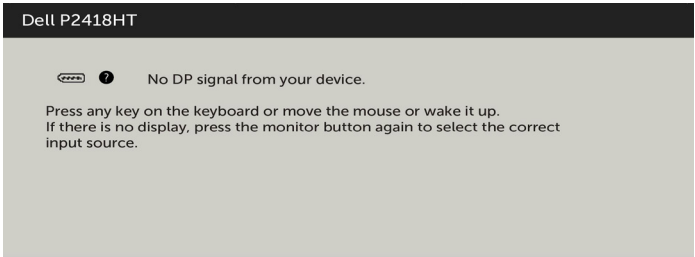 Dell P2418HT
? No DP signal from your device.
Press any key on the keyboard or move the mouse or wake it up.
If there is no display, press the monitor button again to select the correct
input source.